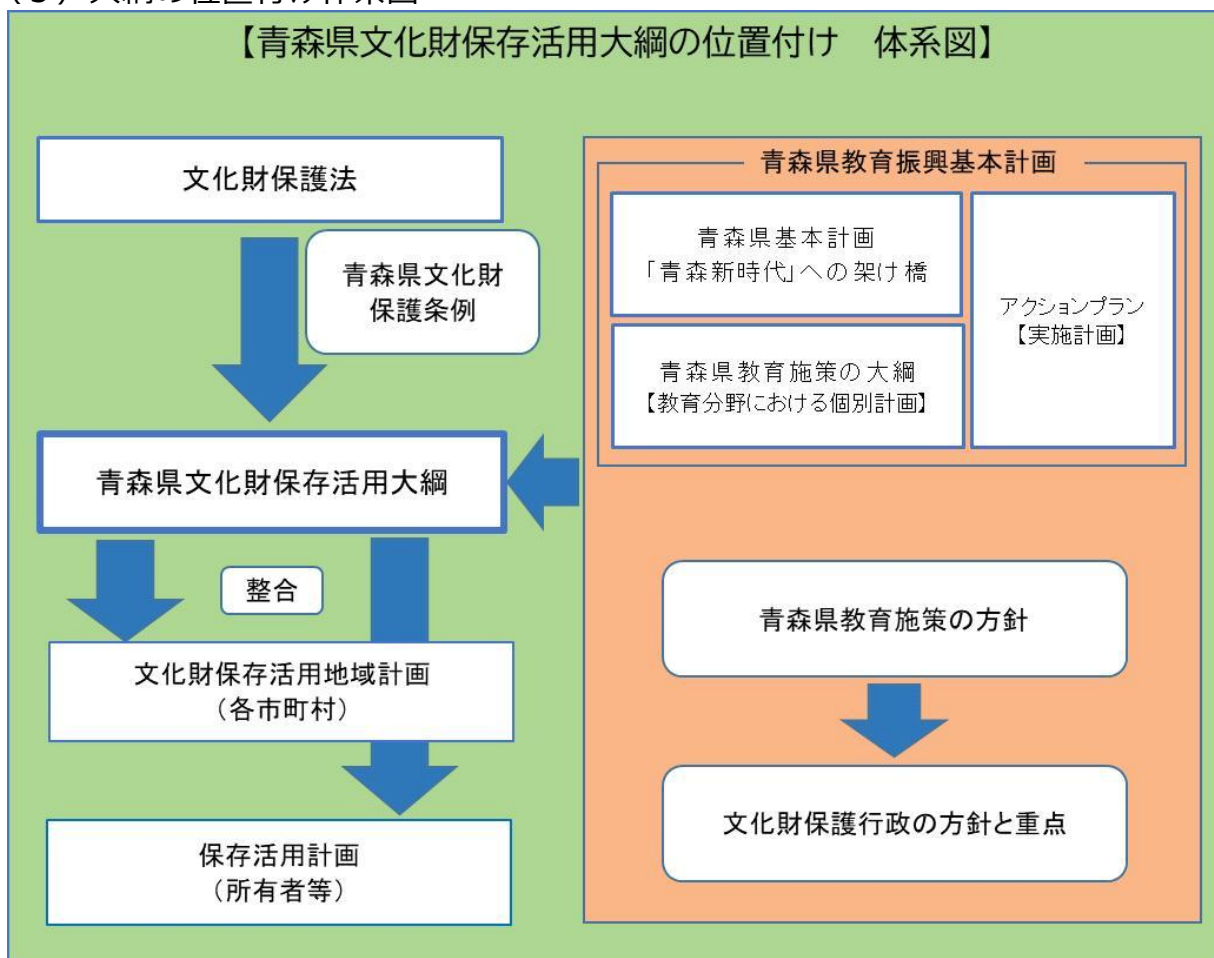 【青森県文化財保存活用大綱の位置付け　体系図】
文化財保護法
青森県文化財
保護条例
青森県文化財保存活用大綱
整合
文化財保存活用地域計画
（各市町村）
保存活用計画
（所有者等）
青森県教育振興基本計画
青森県基本計画
「青森新時代」への架け橋
青森県教育施策の大綱
【教育分野における個別計画】
アクションプラン
【実施計画】
青森県教育施策の方針
文化財保護行政の方針と重点